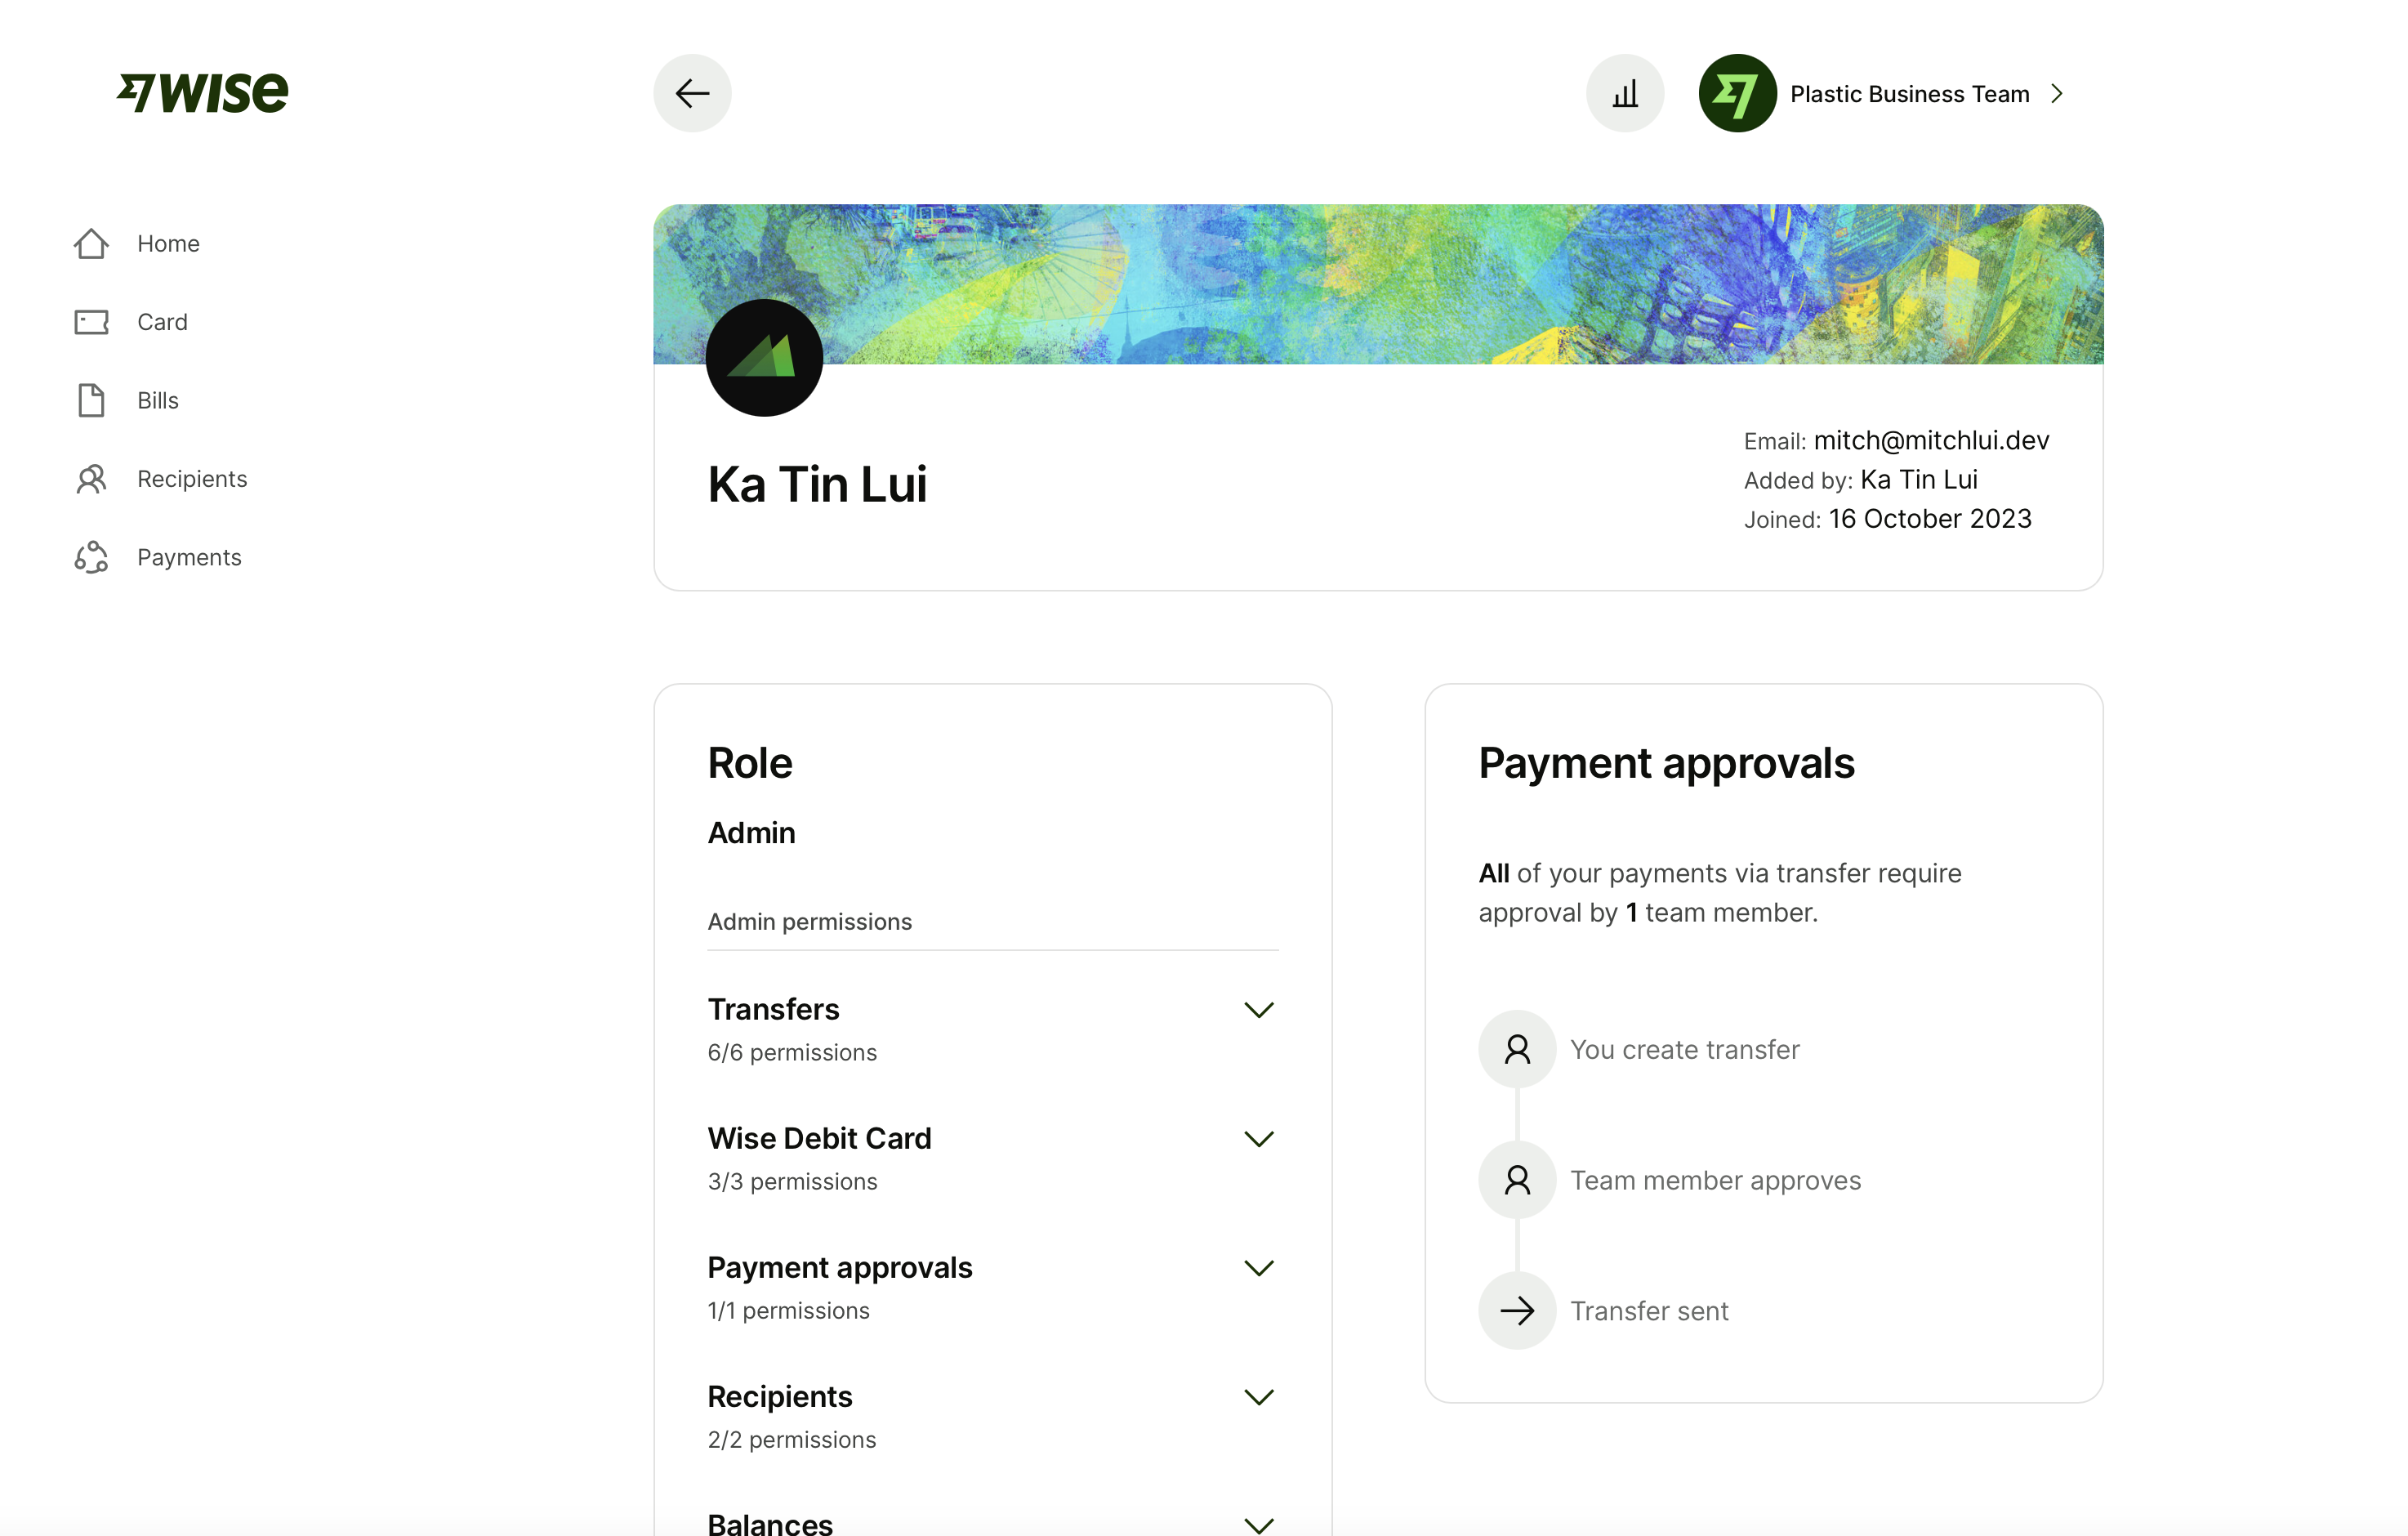 wise
Plastic Business Team
Home
Card
Bills
Recipients
Payments
Ka Tin Lui
Email: mitch@mitchlui.dev
Added by: Ka Tin Lui
Joined: 16 October 2023
Role
Admin
Admin permissions
Transfers
6/6 permissions
Wise Debit Card
3/3 permissions
Payment approvals
1/1 permissions
Recipients
2/2 permissions
Balances
Payment approvals
All of your payments via transfer require
approval by 1 team member.
You create transfer
Team member approves
Transfer sent